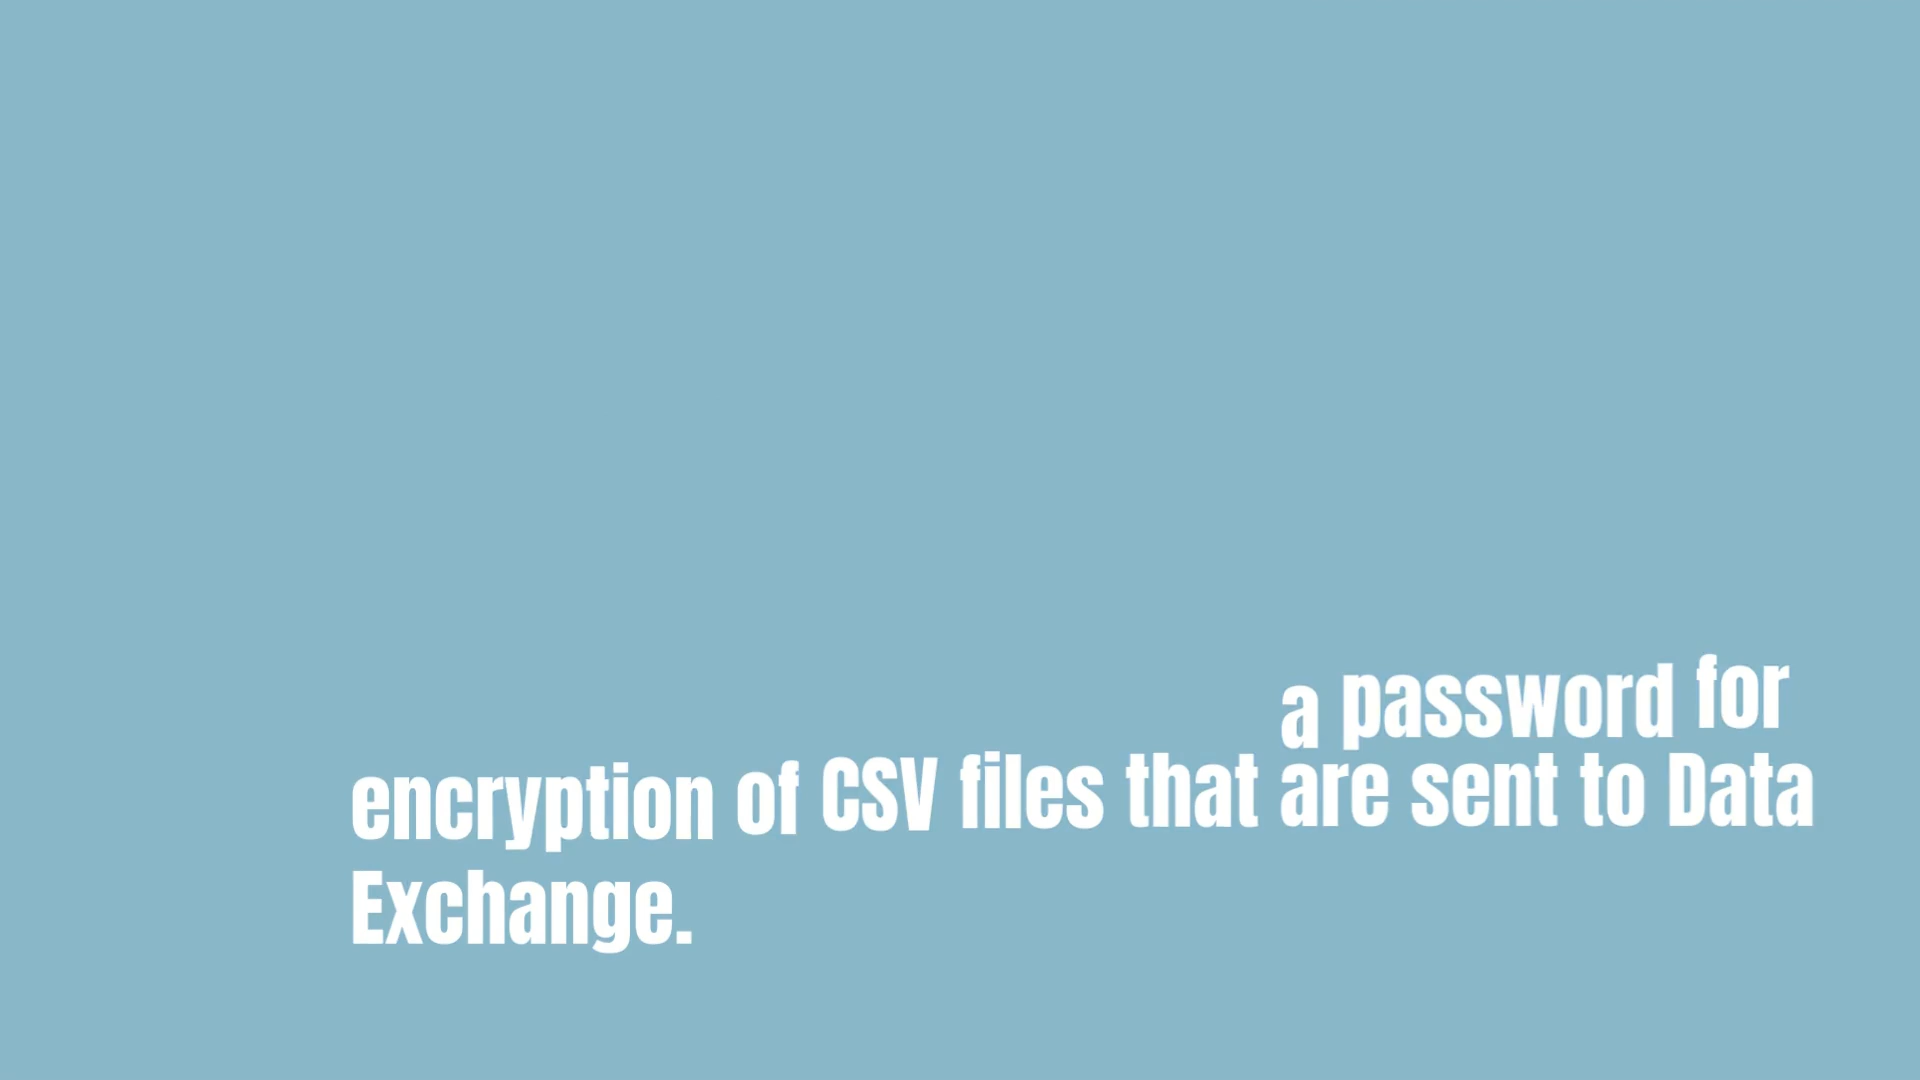 a password for
encryption of CSV files that are sent to Data
Exchange.